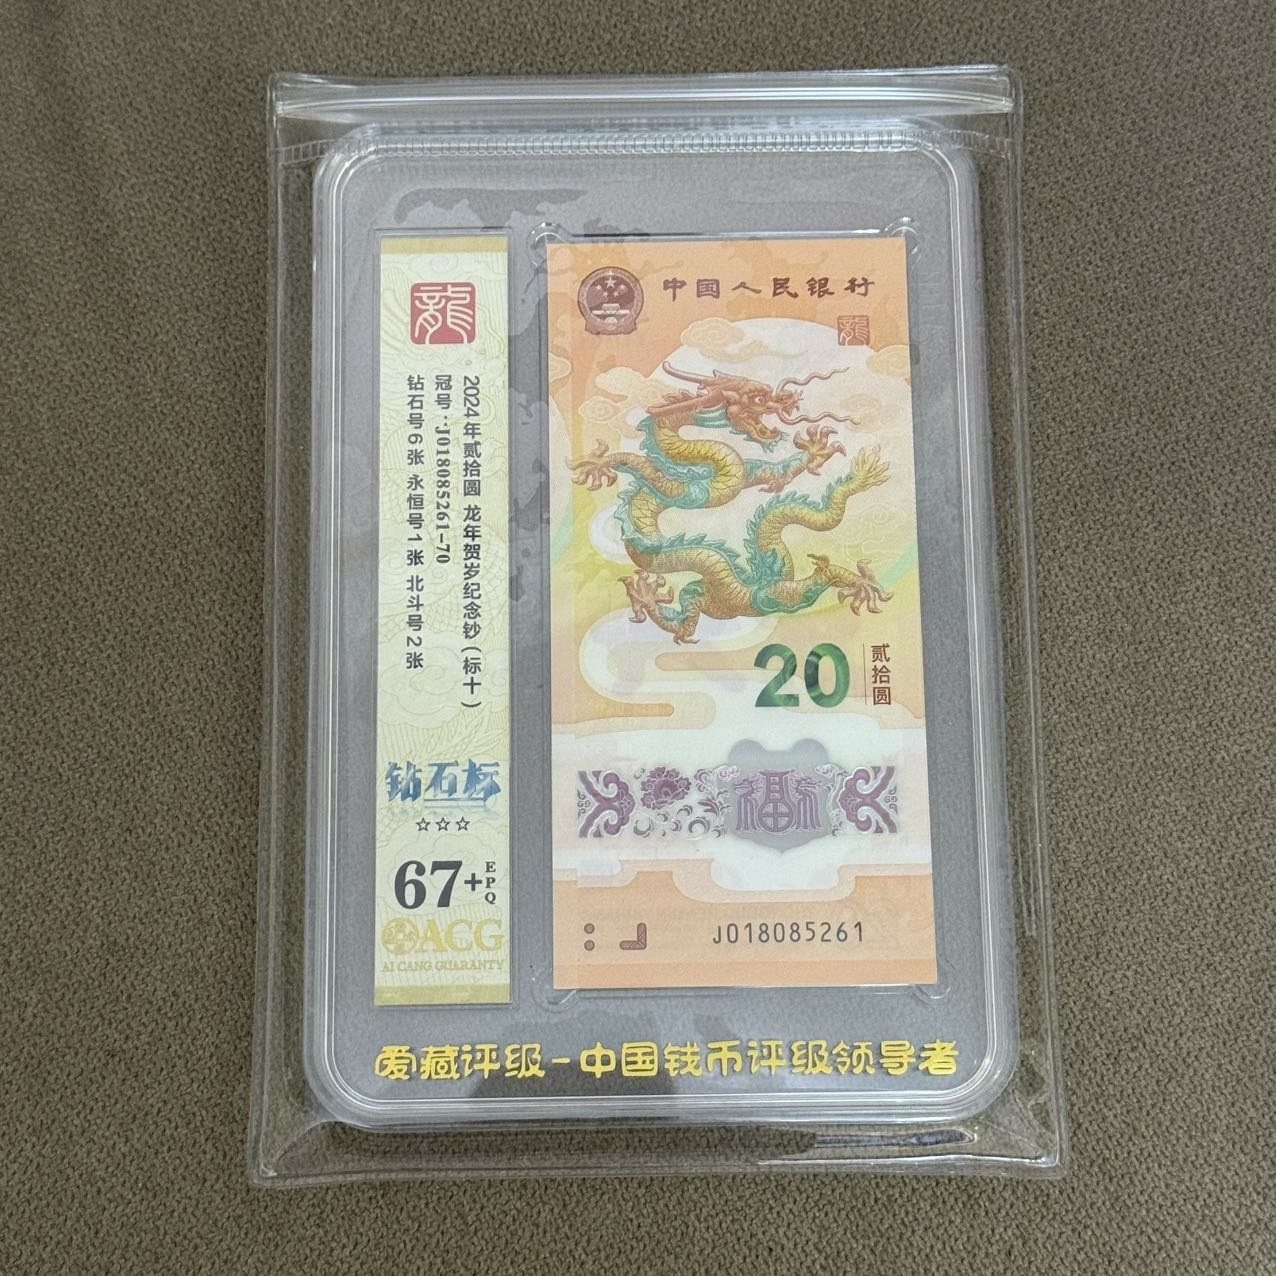 龍
2024年贰拾圆 龙年贺岁纪念钞(标十)
冠号:J018085261-70
钻石号6张 永恒号1张 北斗号2张
钻石标
☆☆☆
67+ EPQ
ACG
AI CANG GUARANTY
中国人民银行
龍
20 贰拾圆
福
J018085261
爱藏评级-中国钱币评级领导者